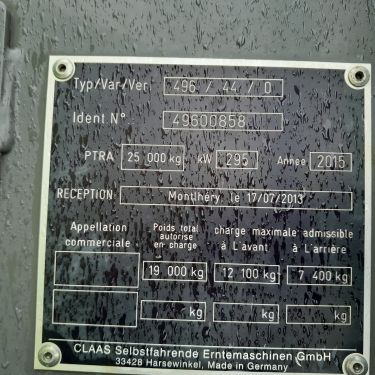 Typ/Var/Ver 496 / 44 / 0
Ident N° 49600858
PTRA 25 000 kg kW 295 Année 2015
RECEPTION: Montlhéry, le 17/07/2013
Appellation commerciale
Poids total autorise en charge
charge maximale admissible
à L'avant à L'arrière
19 000 kg 12 100 kg 7 400 kg
kg kg kg
CLAAS Selbstfahrende Erntemaschinen GmbH
33428 Harsewinkel, Made in Germany